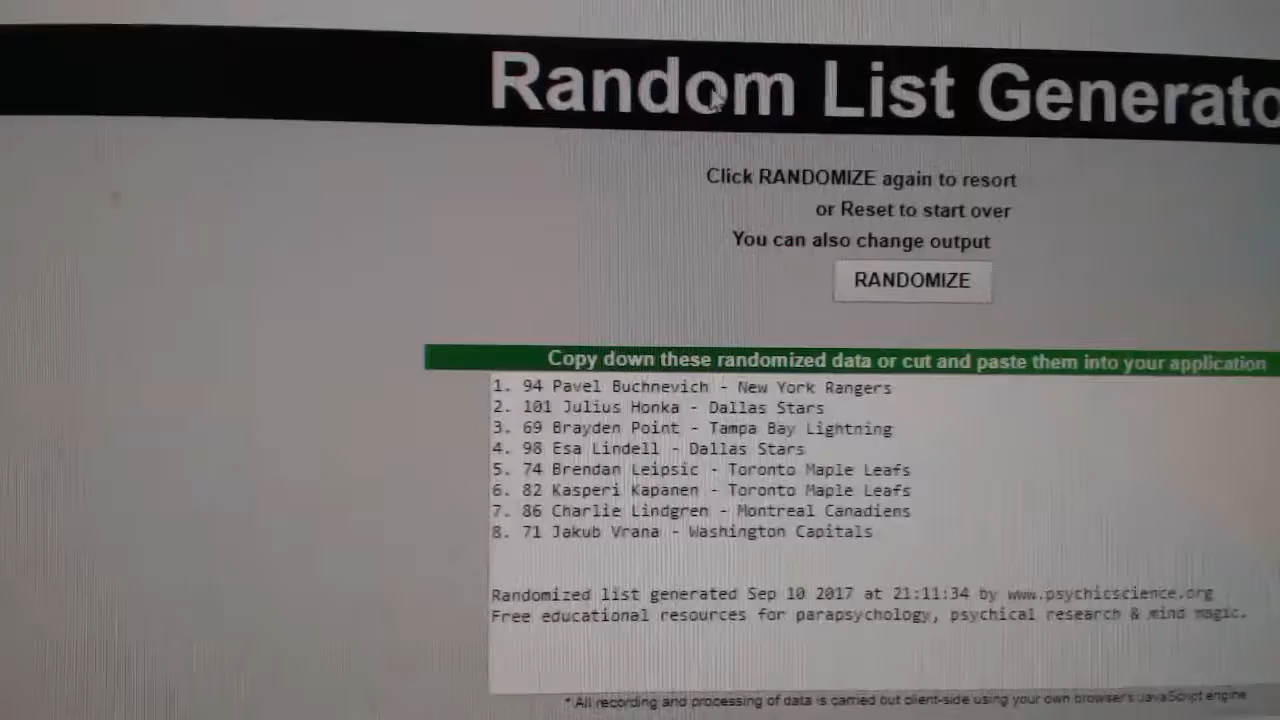 Random List Generato
Click RANDOMIZE again to resort
or Reset to start over
You can also change output
RANDOMIZE
Copy down these randomized data or cut and paste them into your application
1. 94 Pavel Buchnevich - New York Rangers
2. 101 Julius Honka - Dallas Stars
3. 69 Brayden Point - Tampa Bay Lightning
4. 98 Esa Lindell - Dallas Stars
5. 74 Brendan Leipsic - Toronto Maple Leafs
6. 82 Kasperi Kapanen - Toronto Maple Leafs
7. 86 Charlie Lindgren - Montreal Canadiens
8. 71 Jakub Vrana - Washington Capitals
Randomized list generated Sep 10 2017 at 21:11:34 by www.psychicscience.org
Free educational resources for parapsychology, psychical research & mind magic.
* All recording and processing of data is carried out client-side using your own browser's JavaScript engine